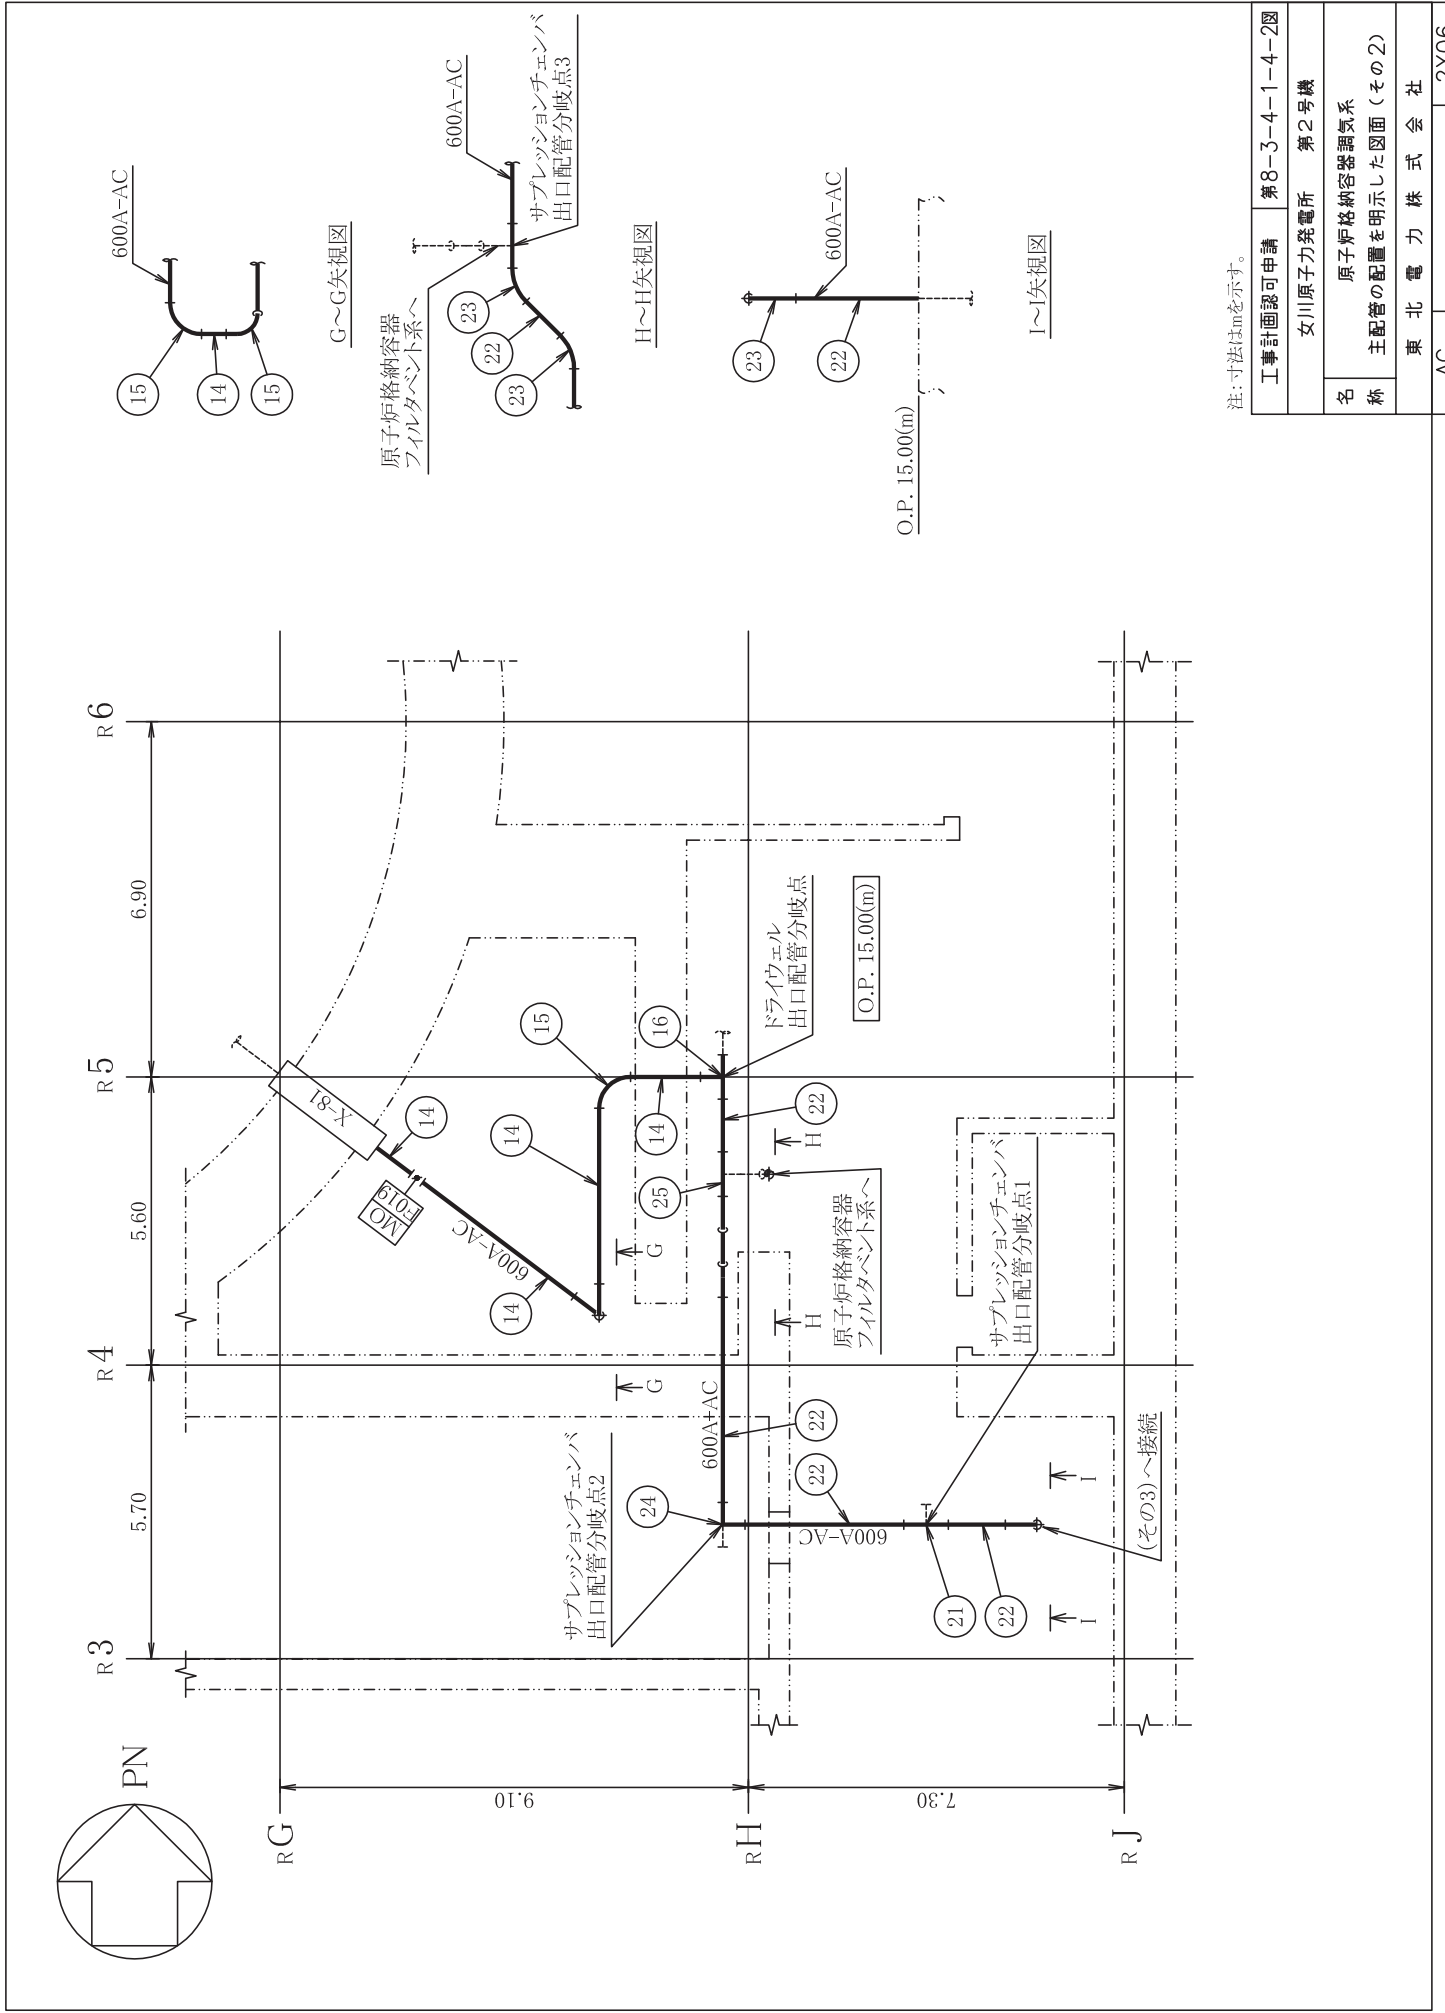 PN
R3
R4
R5
R6
5.70
5.60
6.90
RG
RH
RJ
9.10
7.30
X-81
14
MO
F019
600A-AC
14
14
15
14
16
G
G
サプレッションチェンバ
出口配管分岐点2
24
600A-AC
22
25
22
ドライウェル
出口配管分岐点
O.P. 15.00(m)
H
H
原子炉格納容器
フィルタベント系へ
22
600A-AC
サプレッションチェンバ
出口配管分岐点1
21
22
I
I
(その3)へ接続
600A-AC
15
14
15
G～G矢視図
原子炉格納容器
フィルタベント系へ
600A-AC
サプレッションチェンバ
出口配管分岐点3
23
22
23
H～H矢視図
600A-AC
23
22
O.P. 15.00(m)
I～I矢視図
注: 寸法はmを示す。
工事計画認可申請 第8-3-4-1-4-2図
女川原子力発電所 第2号機
名称
原子炉格納容器調気系
主配管の配置を明示した図面(その2)
東北電力株式会社
AC
2X06